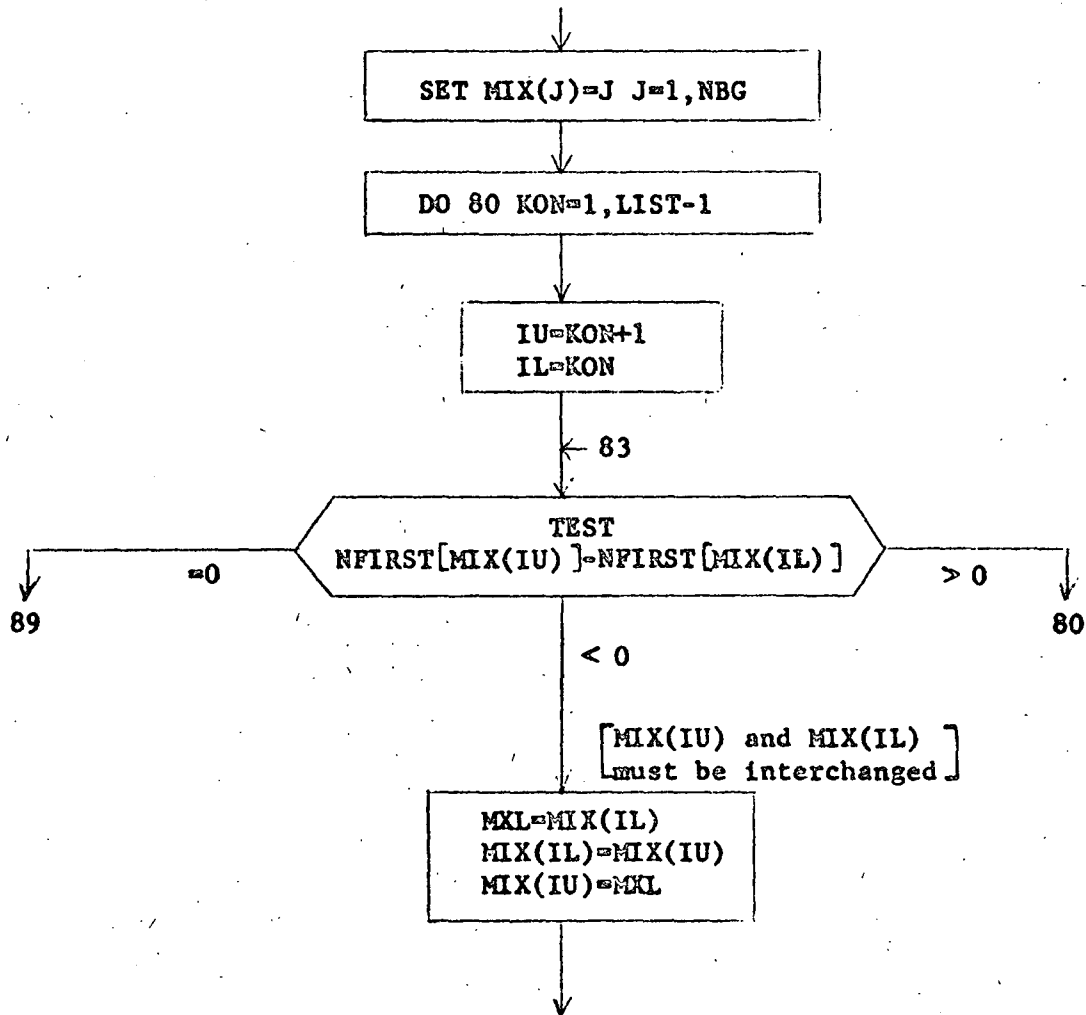 SET MIX(J)=J J=1,NBG
DO 80 KON=1,LIST-1
IU=KON+1
IL=KON
83
TEST
NFIRST[MIX(IU)]-NFIRST[MIX(IL)]
=0
> 0
89
80
< 0
[MIX(IU) and MIX(IL)
must be interchanged]
MXL=MIX(IL)
MIX(IL)=MIX(IU)
MIX(IU)=MXL